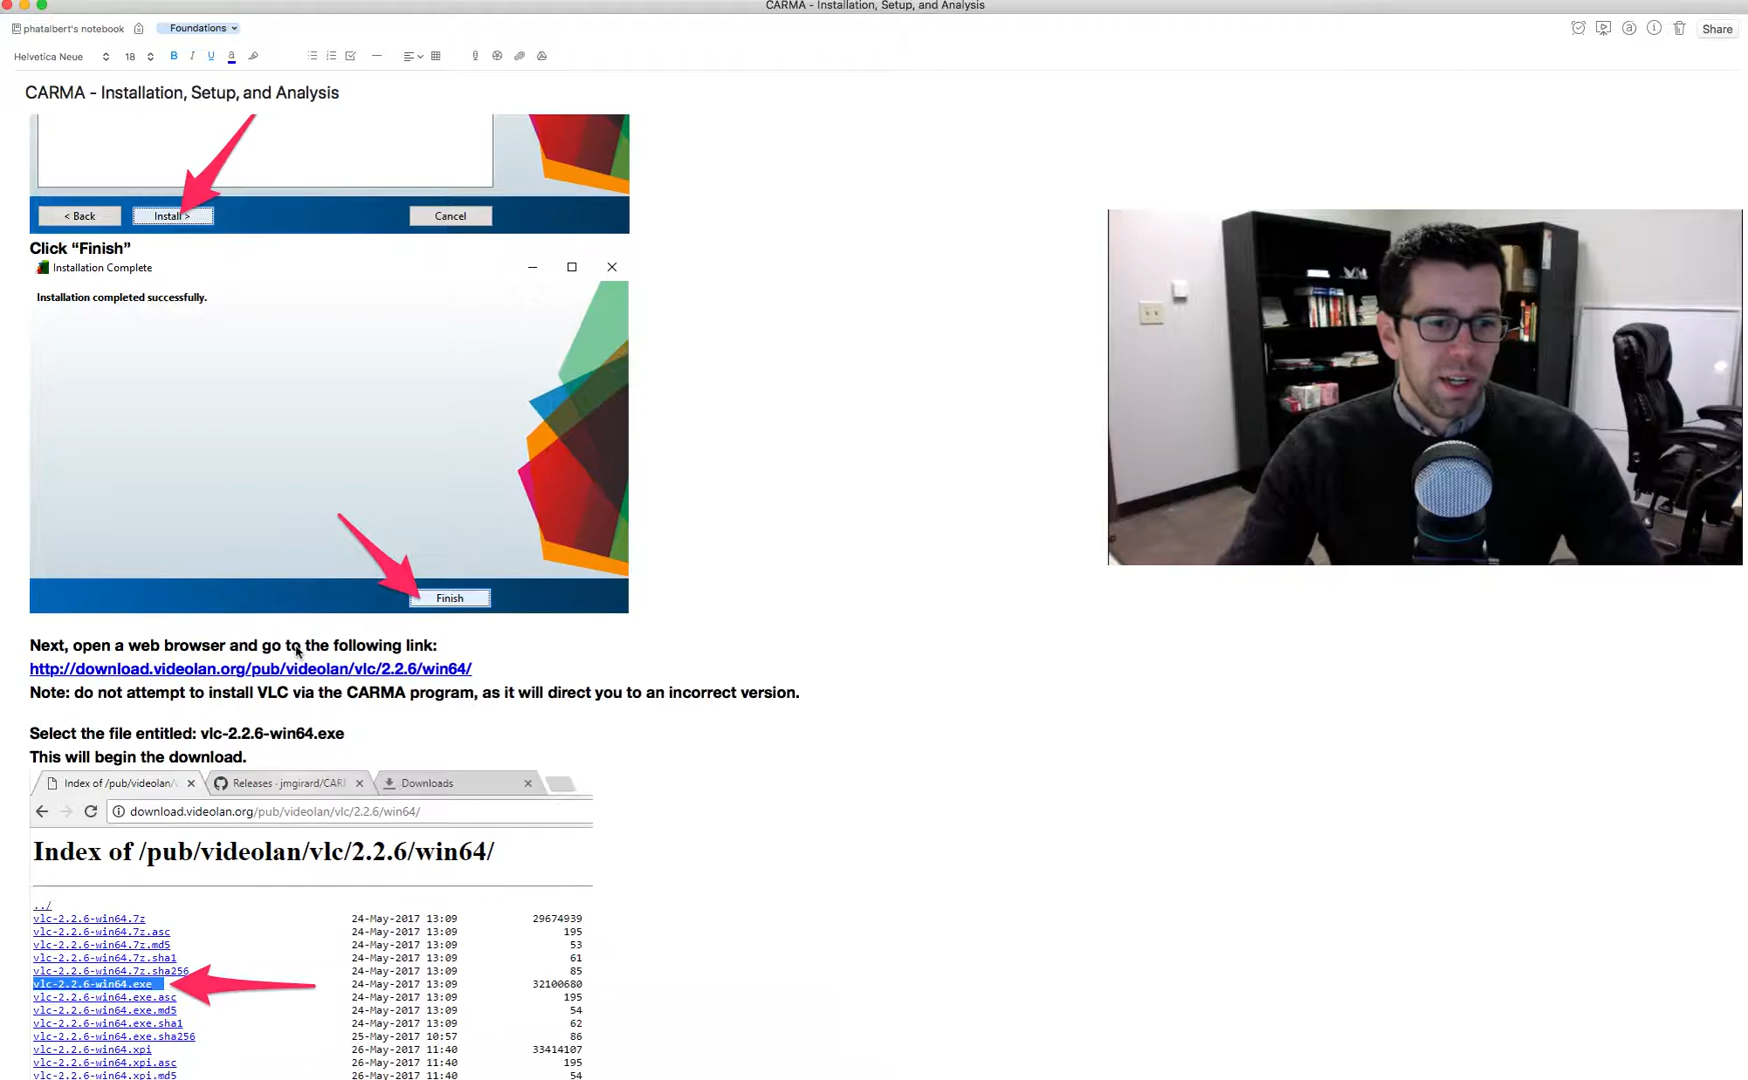 CARMA - Installation, Setup, and Analysis
phatalbert's notebook
Foundations
Share
Helvetica Neue
18
B
I
U
a
CARMA - Installation, Setup, and Analysis
< Back
Install >
Cancel
Click “Finish”
Installation Complete
Installation completed successfully.
Finish
Next, open a web browser and go to the following link:
http://download.videolan.org/pub/videolan/vlc/2.2.6/win64/
Note: do not attempt to install VLC via the CARMA program, as it will direct you to an incorrect version.
Select the file entitled: vlc-2.2.6-win64.exe
This will begin the download.
Index of /pub/videolan/
Releases · jmgirard/CAR
Downloads
download.videolan.org/pub/videolan/vlc/2.2.6/win64/
Index of /pub/videolan/vlc/2.2.6/win64/
../
vlc-2.2.6-win64.7z 24-May-2017 13:09 29674939
vlc-2.2.6-win64.7z.asc 24-May-2017 13:09 195
vlc-2.2.6-win64.7z.md5 24-May-2017 13:09 53
vlc-2.2.6-win64.7z.sha1 24-May-2017 13:09 61
vlc-2.2.6-win64.7z.sha256 24-May-2017 13:09 85
vlc-2.2.6-win64.exe 24-May-2017 13:09 32100680
vlc-2.2.6-win64.exe.asc 24-May-2017 13:09 195
vlc-2.2.6-win64.exe.md5 24-May-2017 13:09 54
vlc-2.2.6-win64.exe.sha1 24-May-2017 13:09 62
vlc-2.2.6-win64.exe.sha256 25-May-2017 10:57 86
vlc-2.2.6-win64.xpi 26-May-2017 11:40 33414107
vlc-2.2.6-win64.xpi.asc 26-May-2017 11:40 195
vlc-2.2.6-win64.xpi.md5 26-May-2017 11:40 54